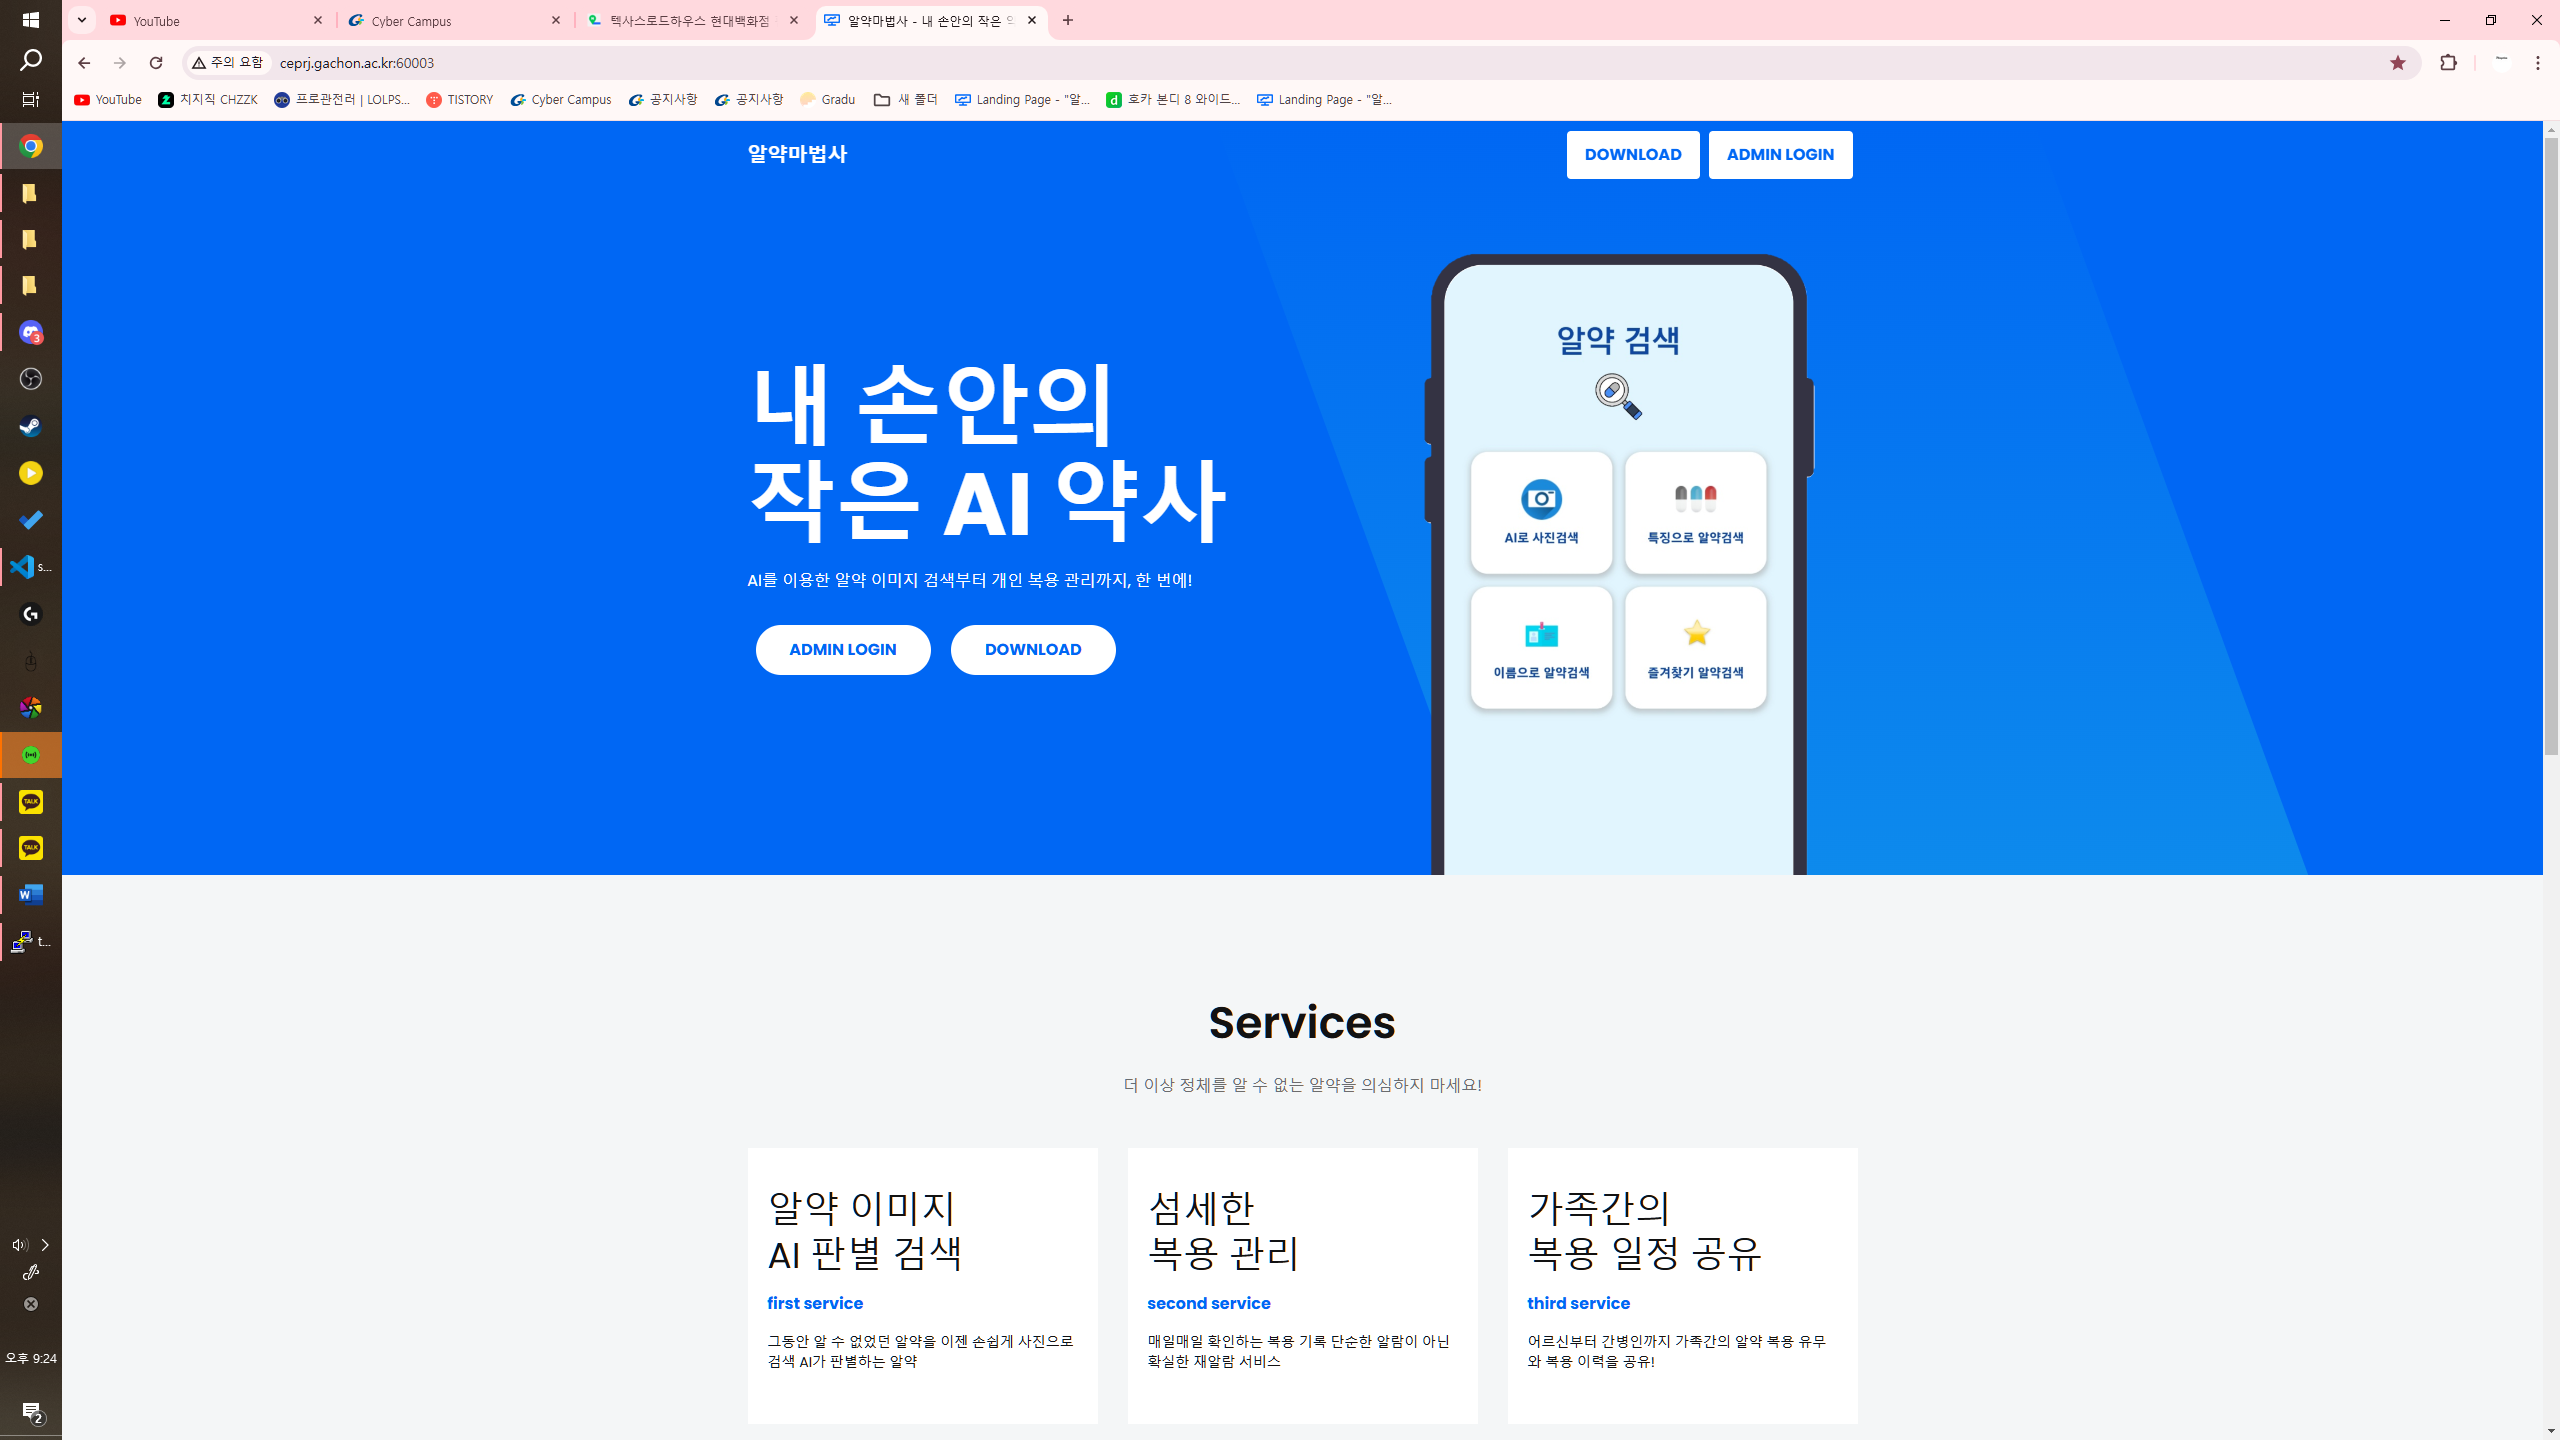 YouTube
Cyber Campus
텍사스로드하우스 현대백화점
알약마법사 - 내 손안의 작은
주의 요함
ceprj.gachon.ac.kr:60003
YouTube
치지직 CHZZK
프로관전러 | LOLPS...
TISTORY
Cyber Campus
공지사항
공지사항
Gradu
새 폴더
Landing Page - "알...
호카 본디 8 와이드...
Landing Page - "알...
알약마법사
DOWNLOAD
ADMIN LOGIN
내 손안의
작은 AI 약사
AI를 이용한 알약 이미지 검색부터 개인 복용 관리까지, 한 번에!
ADMIN LOGIN
DOWNLOAD
알약 검색
AI로 사진검색
특징으로 알약검색
이름으로 알약검색
즐겨찾기 알약검색
Services
더 이상 정체를 알 수 없는 알약을 의심하지 마세요!
알약 이미지
AI 판별 검색
first service
그동안 알 수 없었던 알약을 이젠 손쉽게 사진으로
검색 AI가 판별하는 알약
섬세한
복용 관리
second service
매일매일 확인하는 복용 기록 단순한 알람이 아닌
확실한 재알람 서비스
가족간의
복용 일정 공유
third service
어르신부터 간병인까지 가족간의 알약 복용 유무
와 복용 이력을 공유!
3
s...
TALK
TALK
W
t...
오후 9:24
2